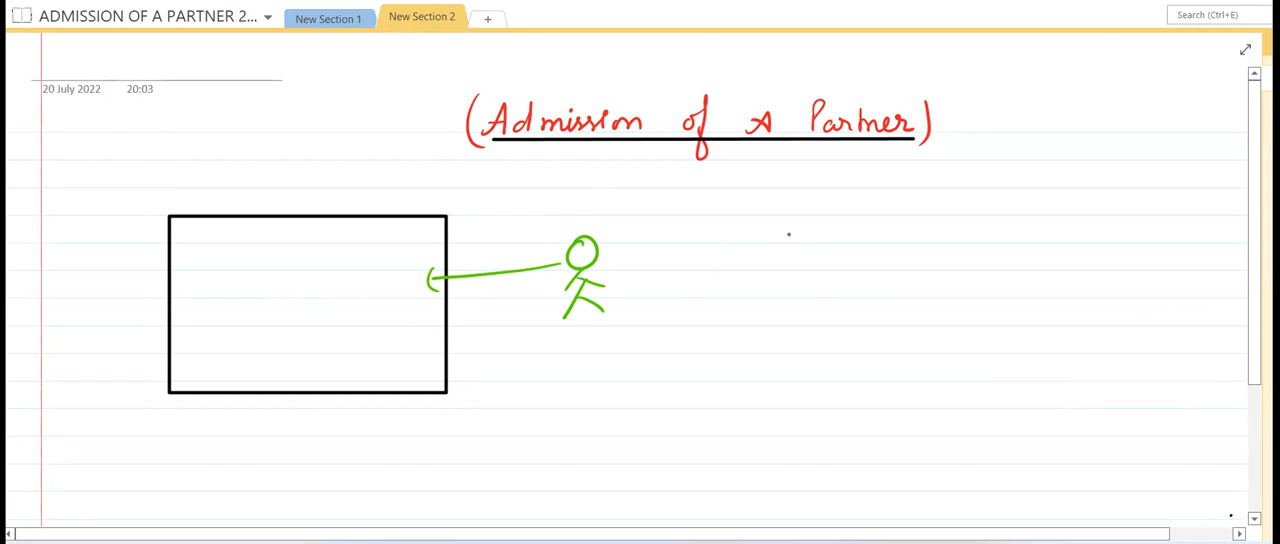 ADMISSION OF A PARTNER 2...
New Section 1
New Section 2
+
Search (Ctrl+E)
20 July 2022 20:03
(Admission of A Partner)